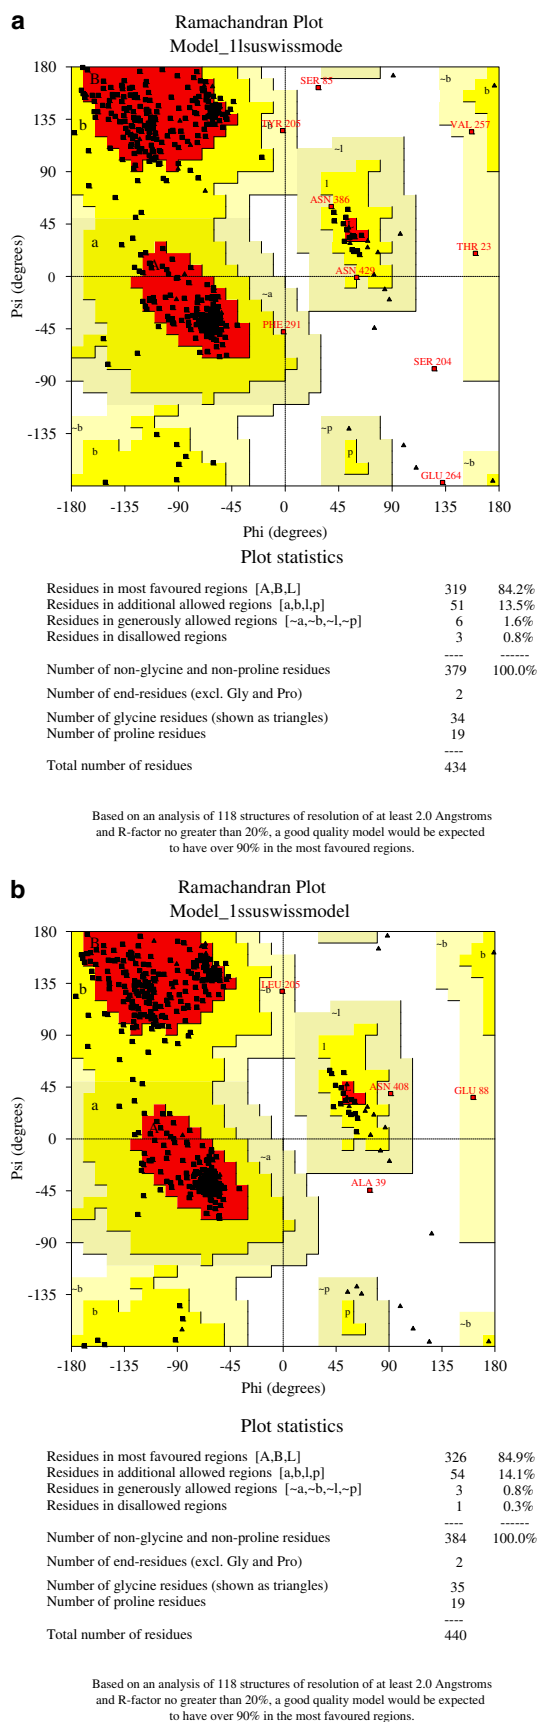 a
Ramachandran Plot
Model_1lsuswissmode
180
135
90
45
0
-45
-90
-135
Psi (degrees)
B
b
a
b
~b
~b
~a
~l
l
~p
p
~b
b
~b
SER 85
TYR 205
VAL 257
ASN 386
THR 23
ASN 429
PHE 291
SER 204
GLU 264
-180 -135 -90 -45 0 45 90 135 180
Phi (degrees)
Plot statistics
Residues in most favoured regions [A,B,L] 319 84.2%
Residues in additional allowed regions [a,b,l,p] 51 13.5%
Residues in generously allowed regions [~a,~b,~l,~p] 6 1.6%
Residues in disallowed regions 3 0.8%
---- ------
Number of non-glycine and non-proline residues 379 100.0%
Number of end-residues (excl. Gly and Pro) 2
Number of glycine residues (shown as triangles) 34
Number of proline residues 19
----
Total number of residues 434
Based on an analysis of 118 structures of resolution of at least 2.0 Angstroms
and R-factor no greater than 20%, a good quality model would be expected
to have over 90% in the most favoured regions.
b
Ramachandran Plot
Model_1ssuswissmodel
180
135
90
45
0
-45
-90
-135
Psi (degrees)
B
b
a
b
~b
~b
~a
~l
l
~p
p
~b
b
~b
LEU 205
ASN 408
GLU 88
ALA 39
-180 -135 -90 -45 0 45 90 135 180
Phi (degrees)
Plot statistics
Residues in most favoured regions [A,B,L] 326 84.9%
Residues in additional allowed regions [a,b,l,p] 54 14.1%
Residues in generously allowed regions [~a,~b,~l,~p] 3 0.8%
Residues in disallowed regions 1 0.3%
---- ------
Number of non-glycine and non-proline residues 384 100.0%
Number of end-residues (excl. Gly and Pro) 2
Number of glycine residues (shown as triangles) 35
Number of proline residues 19
----
Total number of residues 440
Based on an analysis of 118 structures of resolution of at least 2.0 Angstroms
and R-factor no greater than 20%, a good quality model would be expected
to have over 90% in the most favoured regions.